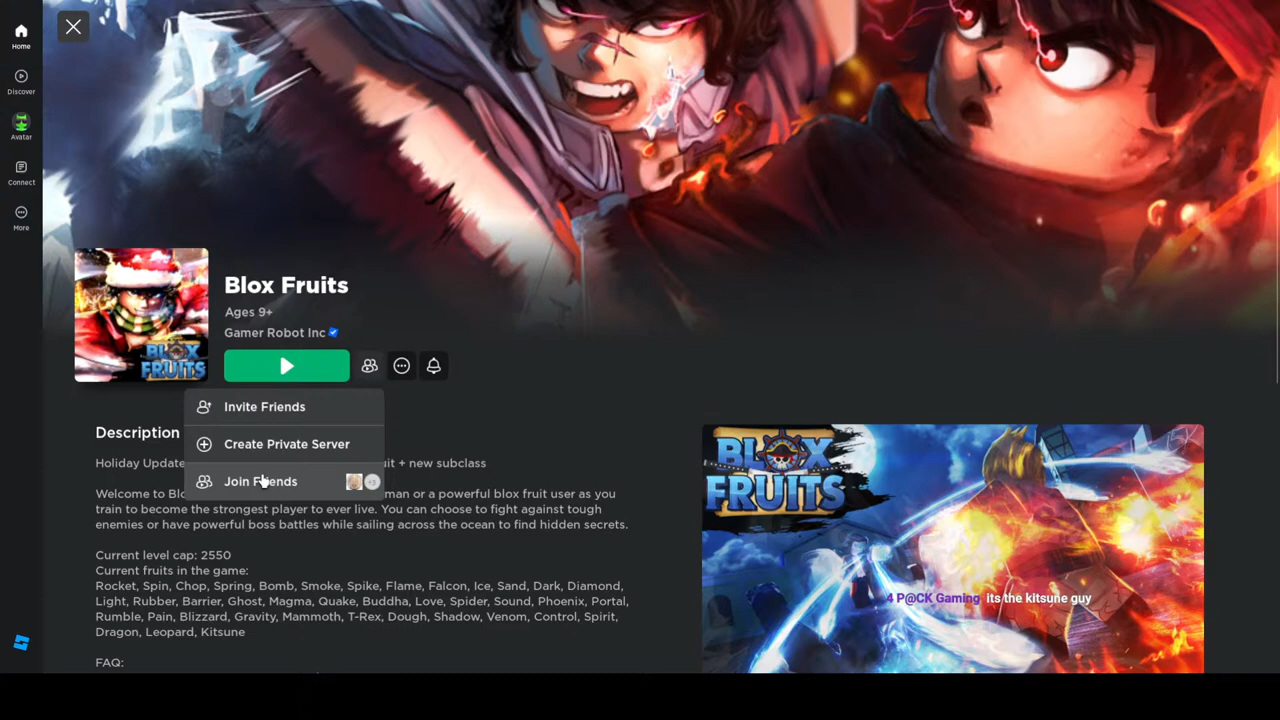 Home
Discover
Avatar
Connect
More
BLOX
FRUITS
Blox Fruits
Ages 9+
Gamer Robot Inc
Invite Friends
Create Private Server
Join Friends
+3
Description
Holiday Update uit + new subclass
Welcome to Blo man or a powerful blox fruit user as you
train to become the strongest player to ever live. You can choose to fight against tough
enemies or have powerful boss battles while sailing across the ocean to find hidden secrets.
Current level cap: 2550
Current fruits in the game:
Rocket, Spin, Chop, Spring, Bomb, Smoke, Spike, Flame, Falcon, Ice, Sand, Dark, Diamond,
Light, Rubber, Barrier, Ghost, Magma, Quake, Buddha, Love, Spider, Sound, Phoenix, Portal,
Rumble, Pain, Blizzard, Gravity, Mammoth, T-Rex, Dough, Shadow, Venom, Control, Spirit,
Dragon, Leopard, Kitsune
FAQ:
BLOX
FRUITS
4 P@CK Gaming its the kitsune guy